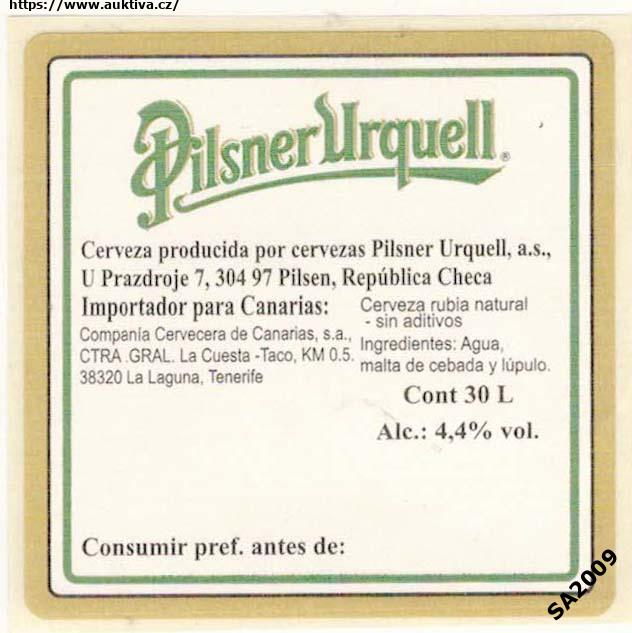 https://www.auktiva.cz/
Pilsner Urquell®
Cerveza producida por cervezas Pilsner Urquell, a.s.,
U Prazdroje 7, 304 97 Pilsen, República Checa
Importador para Canarias:
Compania Cervecera de Canarias, s.a.,
CTRA .GRAL. La Cuesta -Taco, KM 0.5.
38320 La Laguna, Tenerife
Cerveza rubia natural
- sin aditivos
Ingredientes: Agua,
malta de cebada y lúpulo.
Cont 30 L
Alc.: 4,4% vol.
Consumir pref. antes de:
SA2009